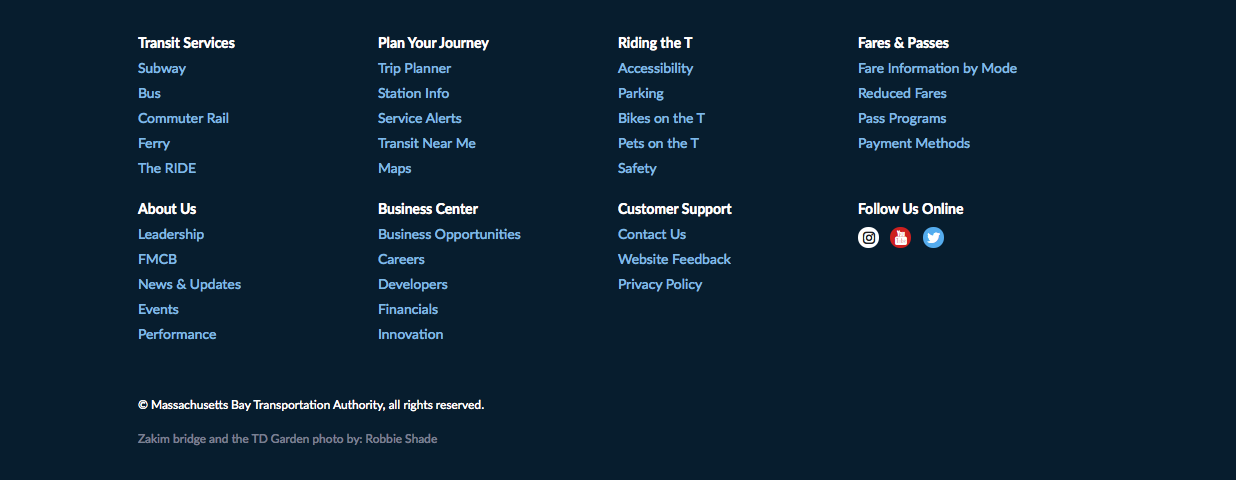 Transit Services
Subway
Bus
Commuter Rail
Ferry
The RIDE
Plan Your Journey
Trip Planner
Station Info
Service Alerts
Transit Near Me
Maps
Riding the T
Accessibility
Parking
Bikes on the T
Pets on the T
Safety
Fares & Passes
Fare Information by Mode
Reduced Fares
Pass Programs
Payment Methods
About Us
Leadership
FMCB
News & Updates
Events
Performance
Business Center
Business Opportunities
Careers
Developers
Financials
Innovation
Customer Support
Contact Us
Website Feedback
Privacy Policy
Follow Us Online
© Massachusetts Bay Transportation Authority, all rights reserved.
Zakim bridge and the TD Garden photo by: Robbie Shade